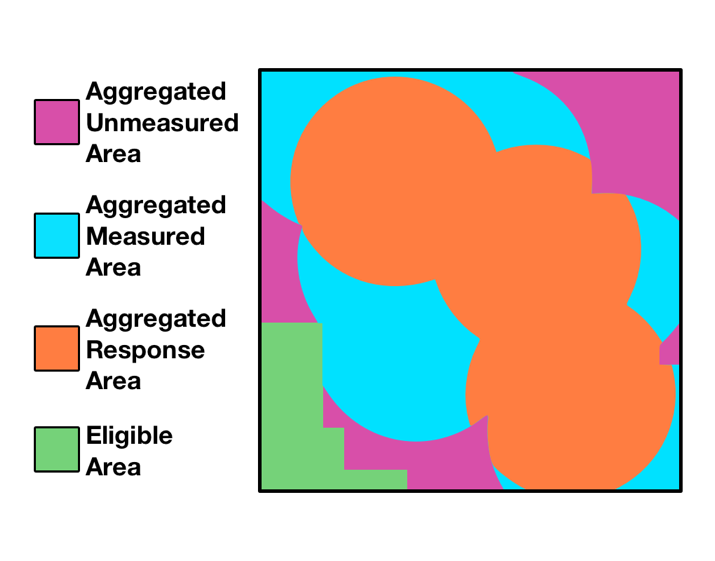 Aggregated
Unmeasured
Area
Aggregated
Measured
Area
Aggregated
Response
Area
Eligible
Area